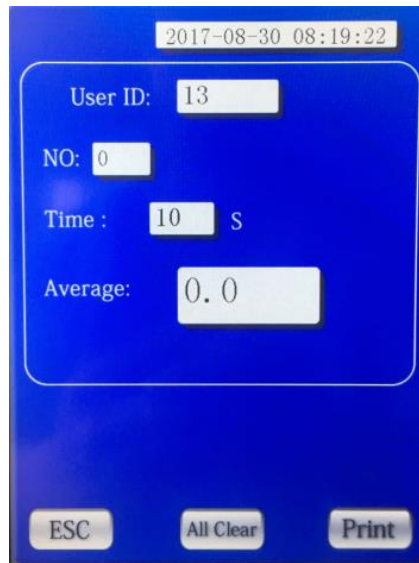 2017-08-30 08:19:22
User ID: 13
NO: 0
Time : 10 S
Average: 0.0
ESC All Clear Print